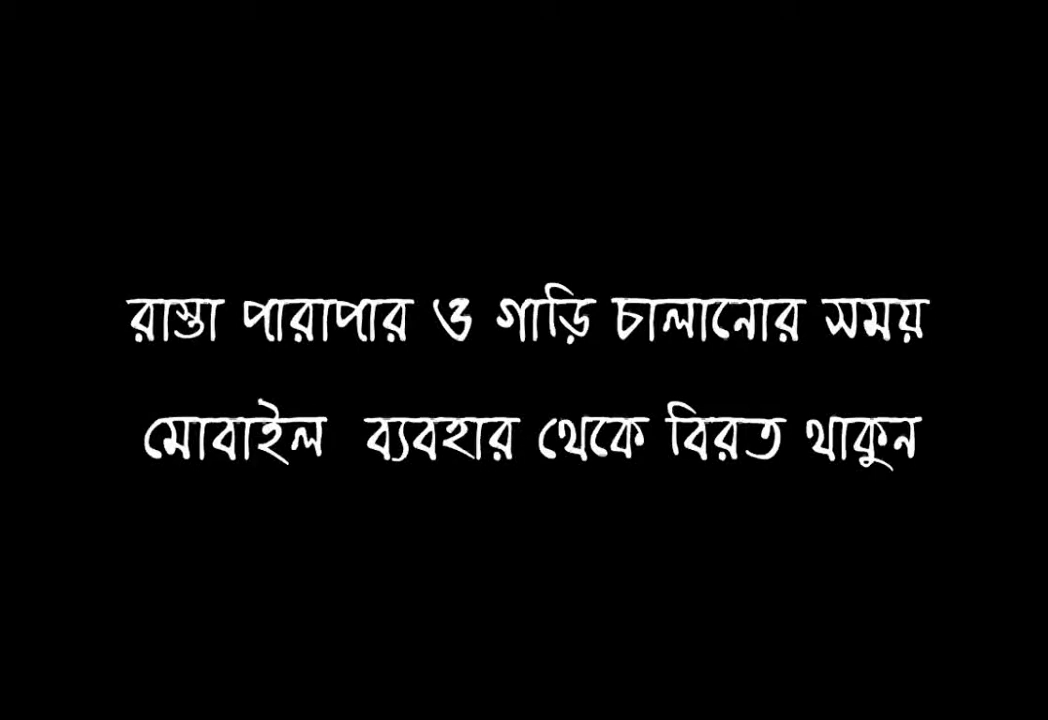 রাস্তা পারাপার ও গাড়ি চালানোর সময়
মোবাইল ব্যবহার থেকে বিরত থাকুন